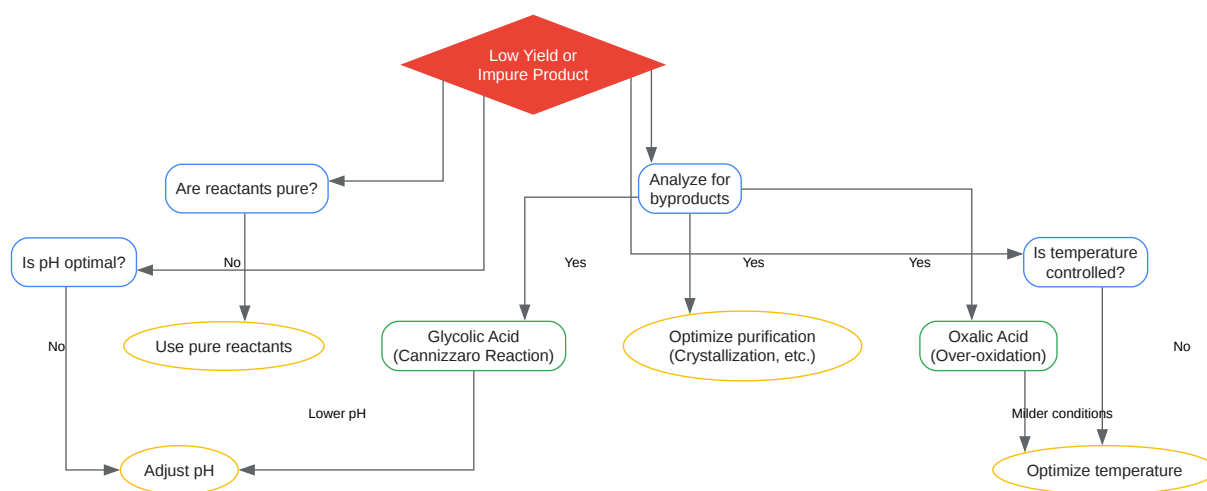 Low Yield or
Impure Product
Are reactants pure?
Analyze for
byproducts
Is pH optimal?
No
Yes
Yes
Yes
Is temperature
controlled?
No
Use pure reactants
Glycolic Acid
(Cannizzaro Reaction)
Optimize purification
(Crystallization, etc.)
Oxalic Acid
(Over-oxidation)
No
Lower pH
Milder conditions
Adjust pH
Optimize temperature